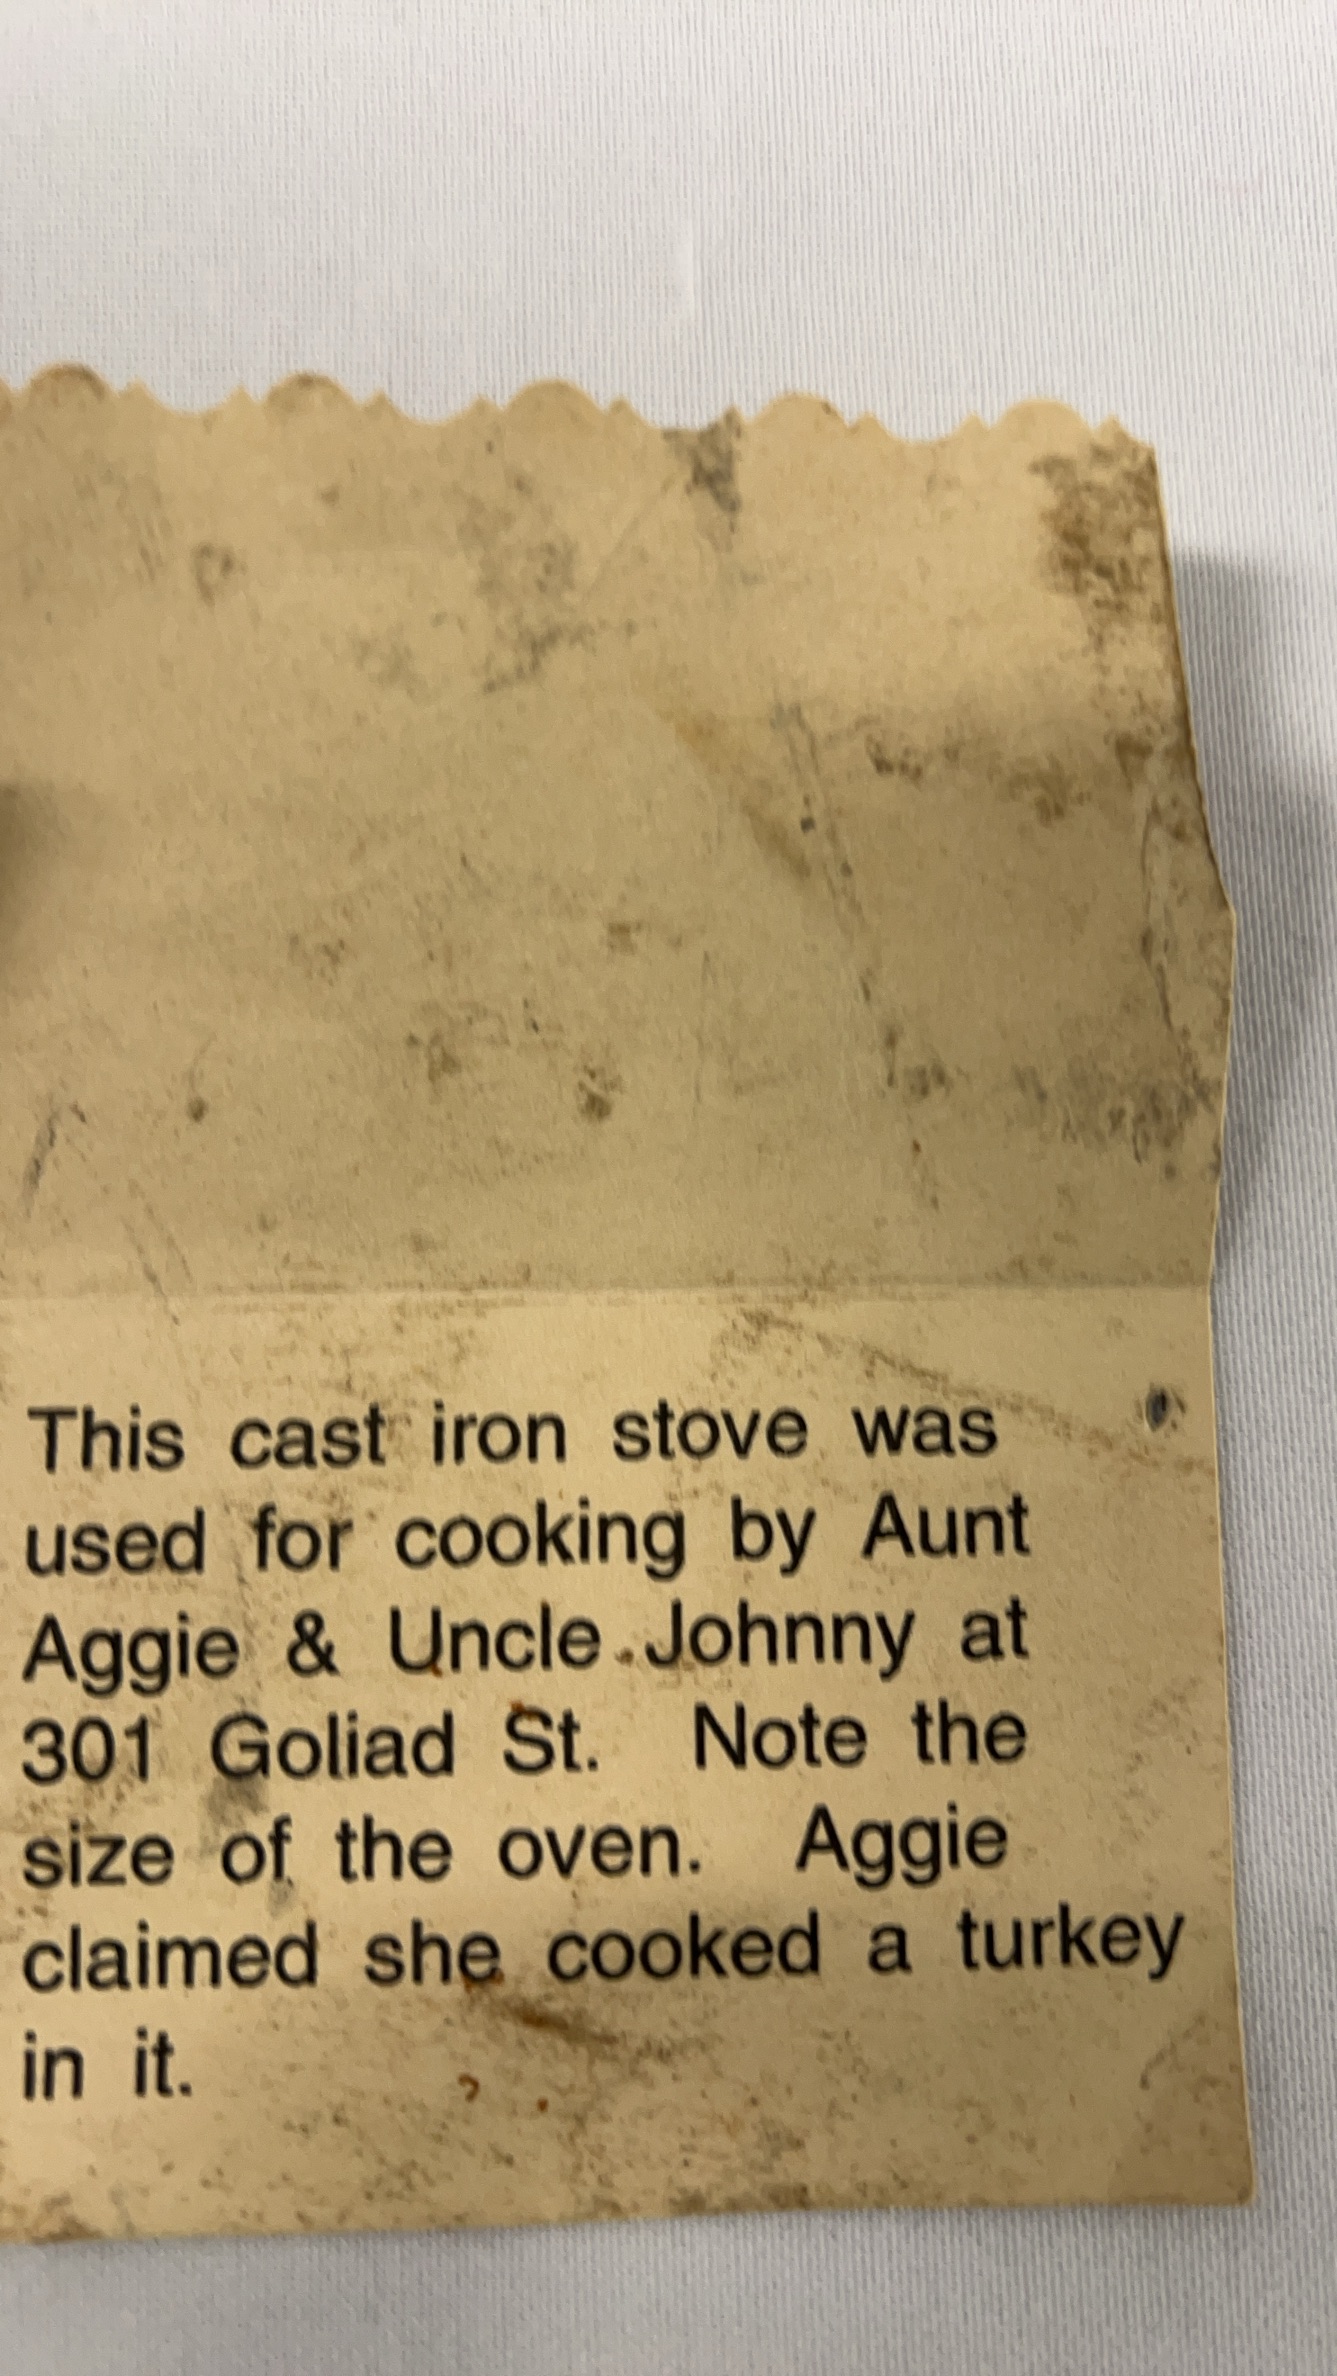 This cast iron stove was
used for cooking by Aunt
Aggie & Uncle Johnny at
301 Goliad St. Note the
size of the oven. Aggie
claimed she cooked a turkey
in it.